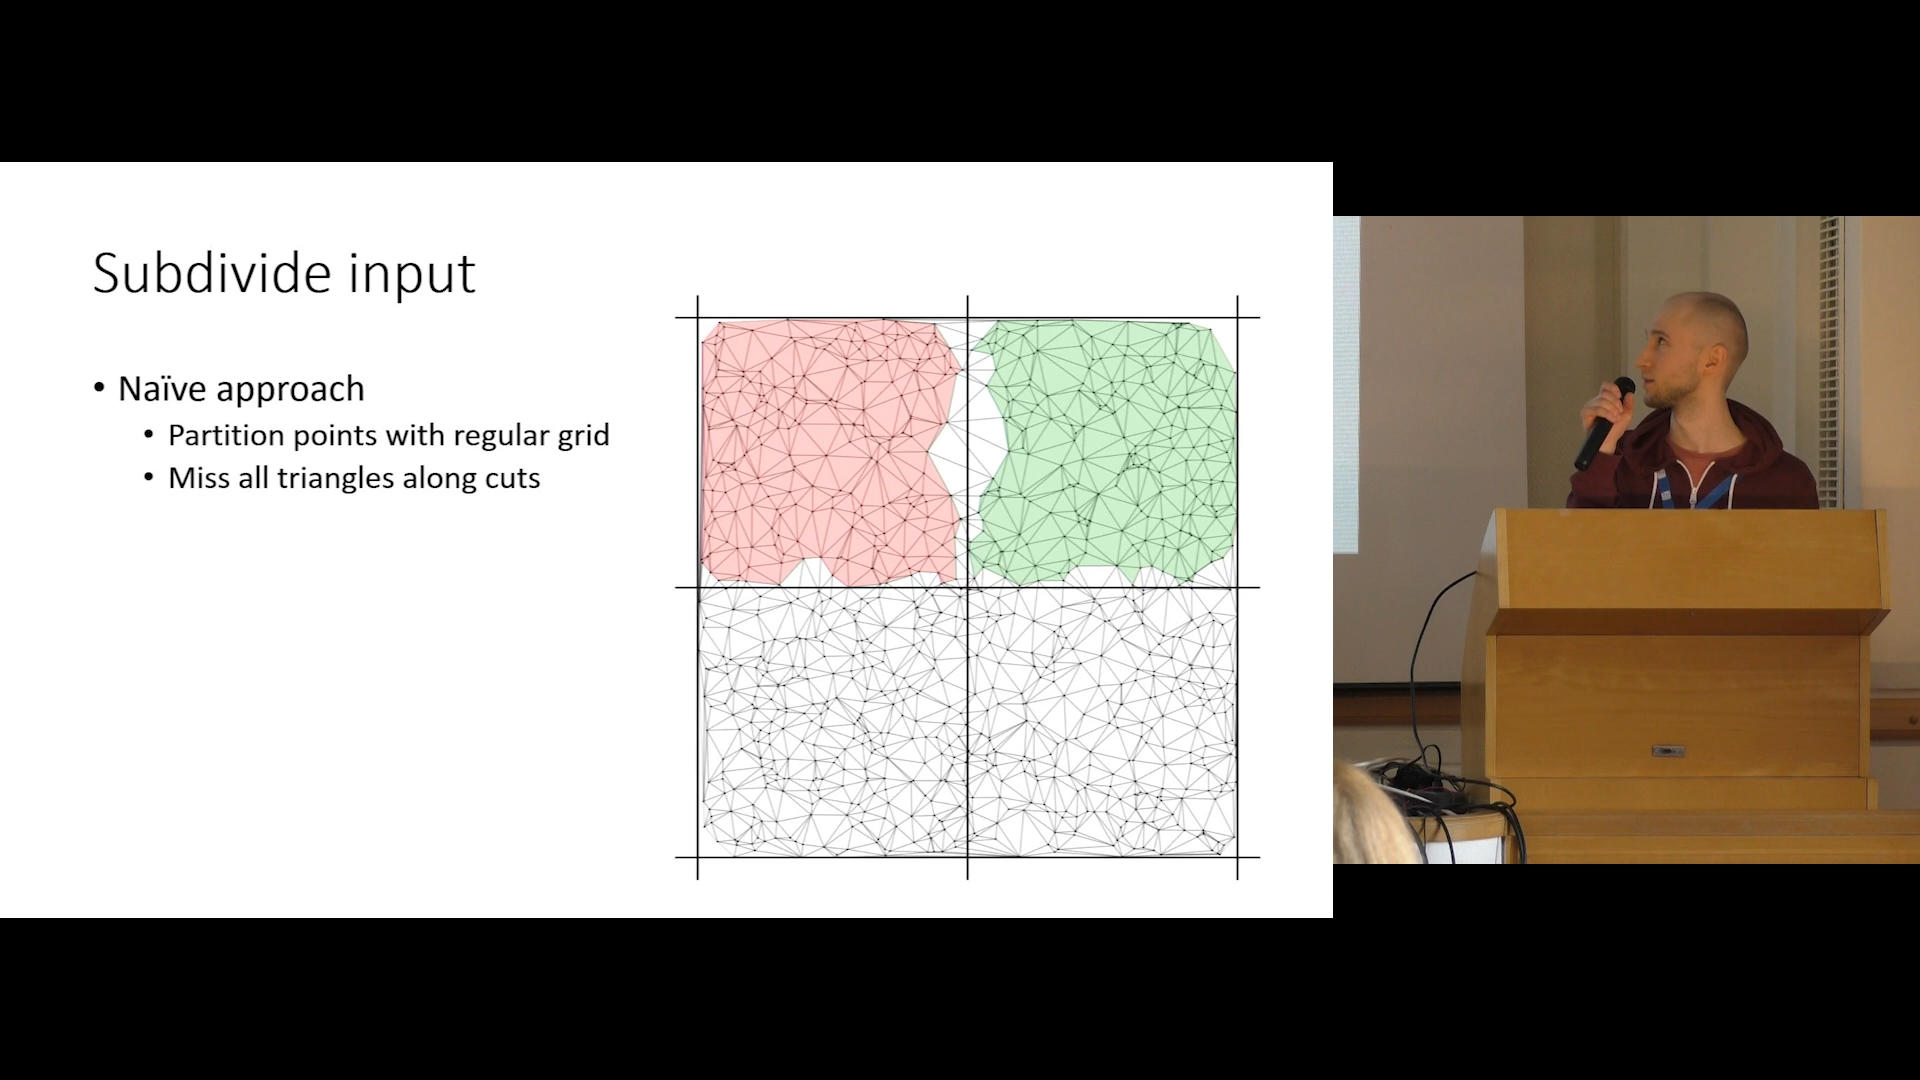 Subdivide input
• Naïve approach
• Partition points with regular grid
• Miss all triangles along cuts